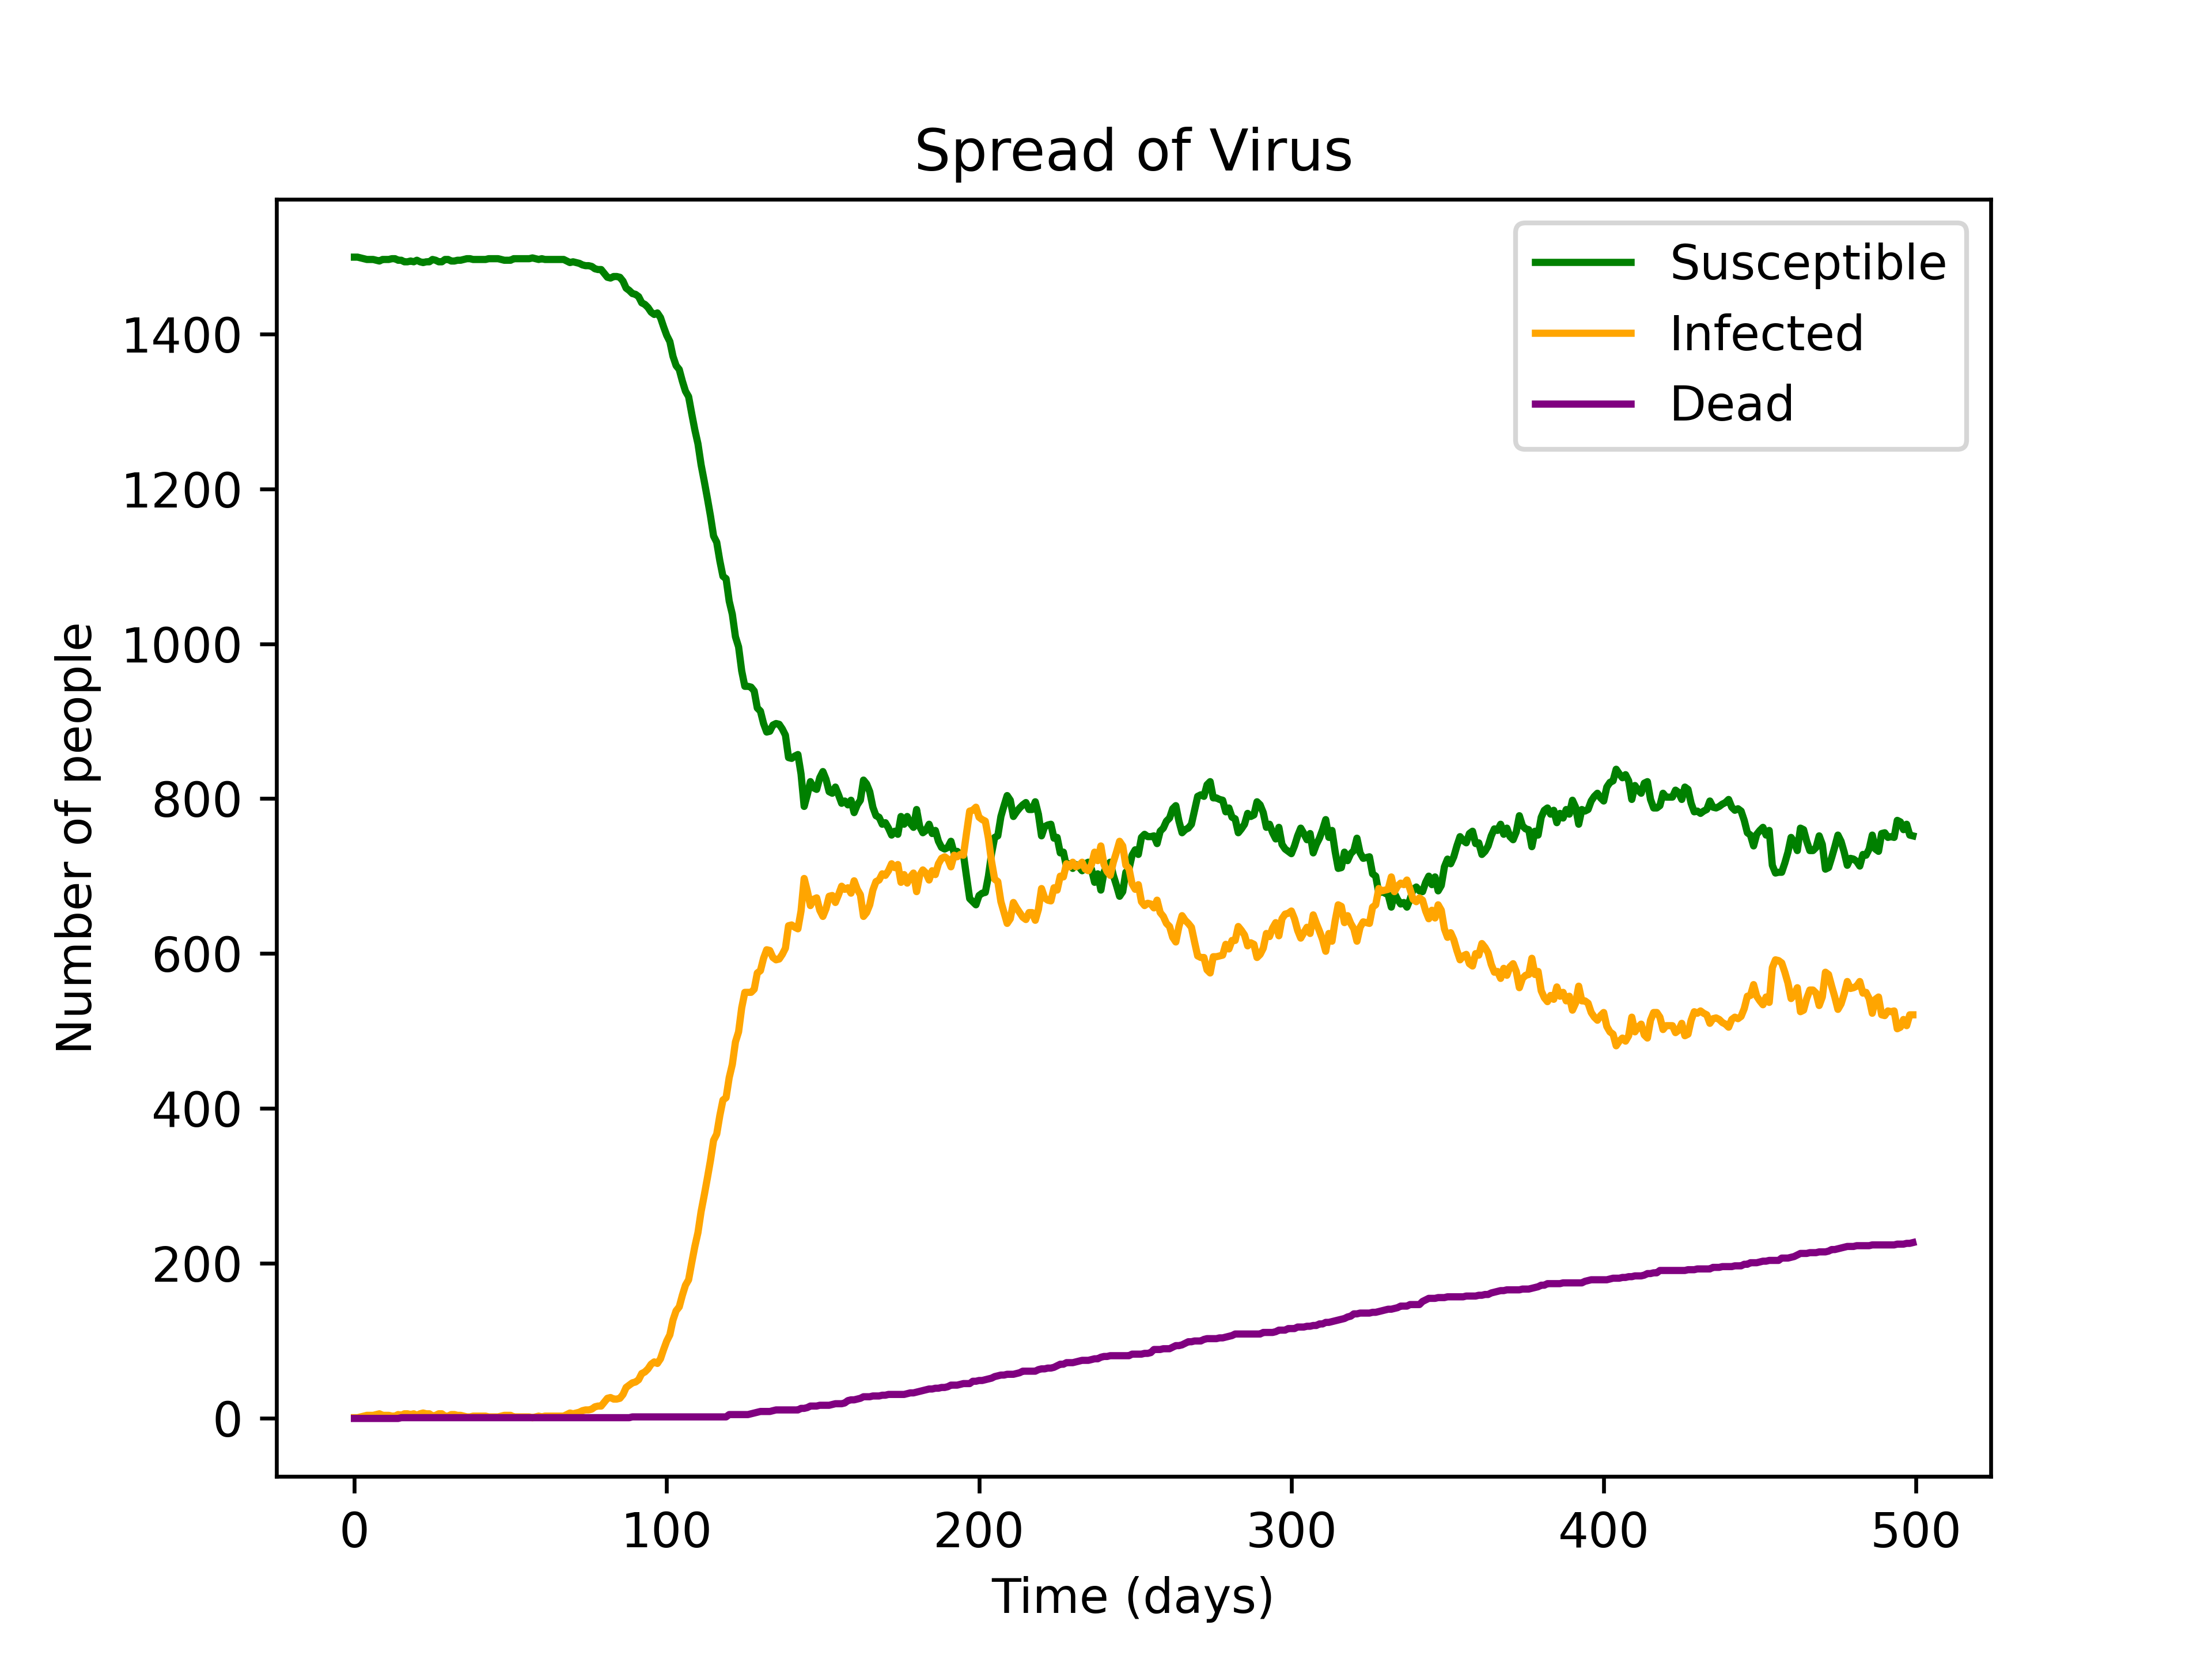 Spread of Virus
Susceptible
Infected
Dead
Number of people
1400
1200
1000
800
600
400
200
0
0 100 200 300 400 500
Time (days)